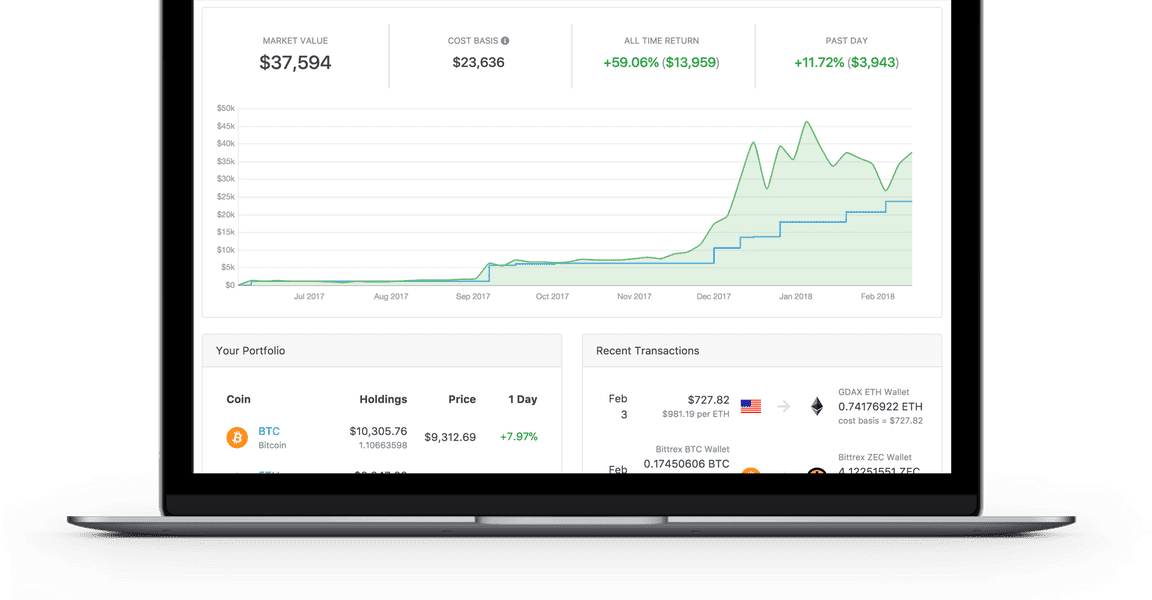 MARKET VALUE
$37,594
COST BASIS
$23,636
ALL TIME RETURN
+59.06% ($13,959)
PAST DAY
+11.72% ($3,943)
$50k
$45k
$40k
$35k
$30k
$25k
$20k
$15k
$10k
$5k
$0
Jul 2017 Aug 2017 Sep 2017 Oct 2017 Nov 2017 Dec 2017 Jan 2018 Feb 2018
Your Portfolio
Coin Holdings Price 1 Day
BTC $10,305.76 $9,312.69 +7.97%
Bitcoin 1.10663598
Recent Transactions
Feb
3
$727.82
$981.19 per ETH
GDAX ETH Wallet
0.74176922 ETH
cost basis = $727.82
Feb
Bittrex BTC Wallet
0.17450606 BTC
Bittrex ZEC Wallet
4.12251551 ZEC